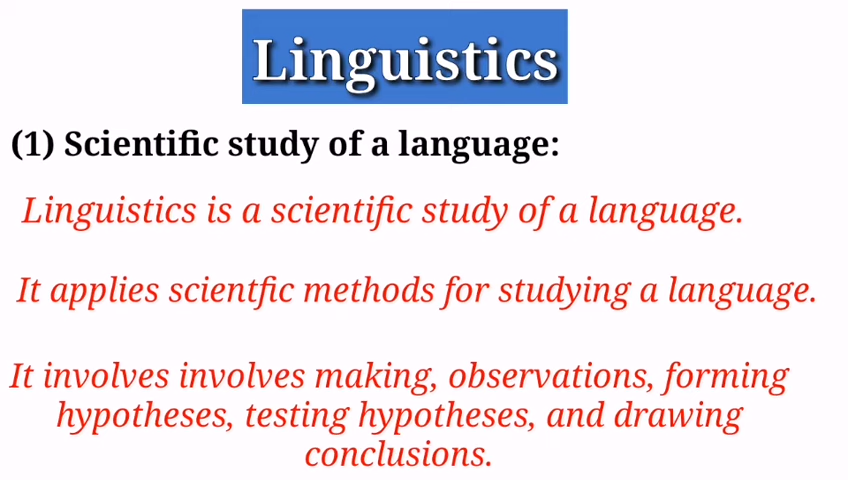 Linguistics
(1) Scientific study of a language:
Linguistics is a scientific study of a language.
It applies scientfic methods for studying a language.
It involves involves making, observations, forming
hypotheses, testing hypotheses, and drawing
conclusions.